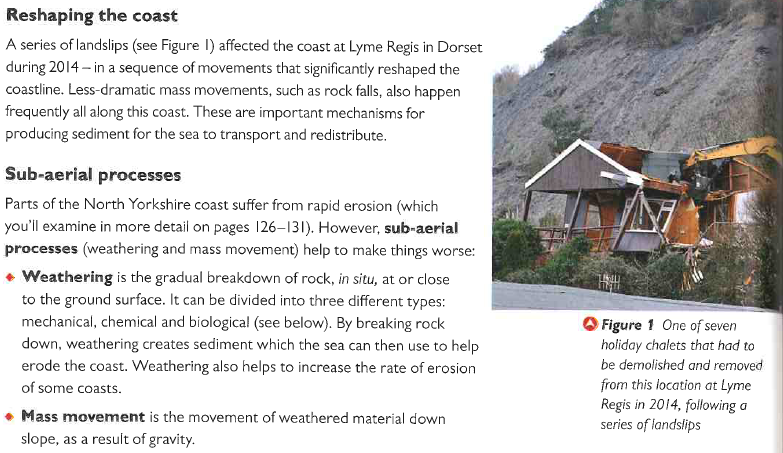 Reshaping the coast
A series of landslips (see Figure 1) affected the coast at Lyme Regis in Dorset
during 2014 – in a sequence of movements that significantly reshaped the
coastline. Less-dramatic mass movements, such as rock falls, also happen
frequently all along this coast. These are important mechanisms for
producing sediment for the sea to transport and redistribute.
Sub-aerial processes
Parts of the North Yorkshire coast suffer from rapid erosion (which
you'll examine in more detail on pages 126–131). However, sub-aerial
processes (weathering and mass movement) help to make things worse:
♦ Weathering is the gradual breakdown of rock, in situ, at or close
to the ground surface. It can be divided into three different types:
mechanical, chemical and biological (see below). By breaking rock
down, weathering creates sediment which the sea can then use to help
erode the coast. Weathering also helps to increase the rate of erosion
of some coasts.
♦ Mass movement is the movement of weathered material down
slope, as a result of gravity.
Figure 1 One of seven
holiday chalets that had to
be demolished and removed
from this location at Lyme
Regis in 2014, following a
series of landslips